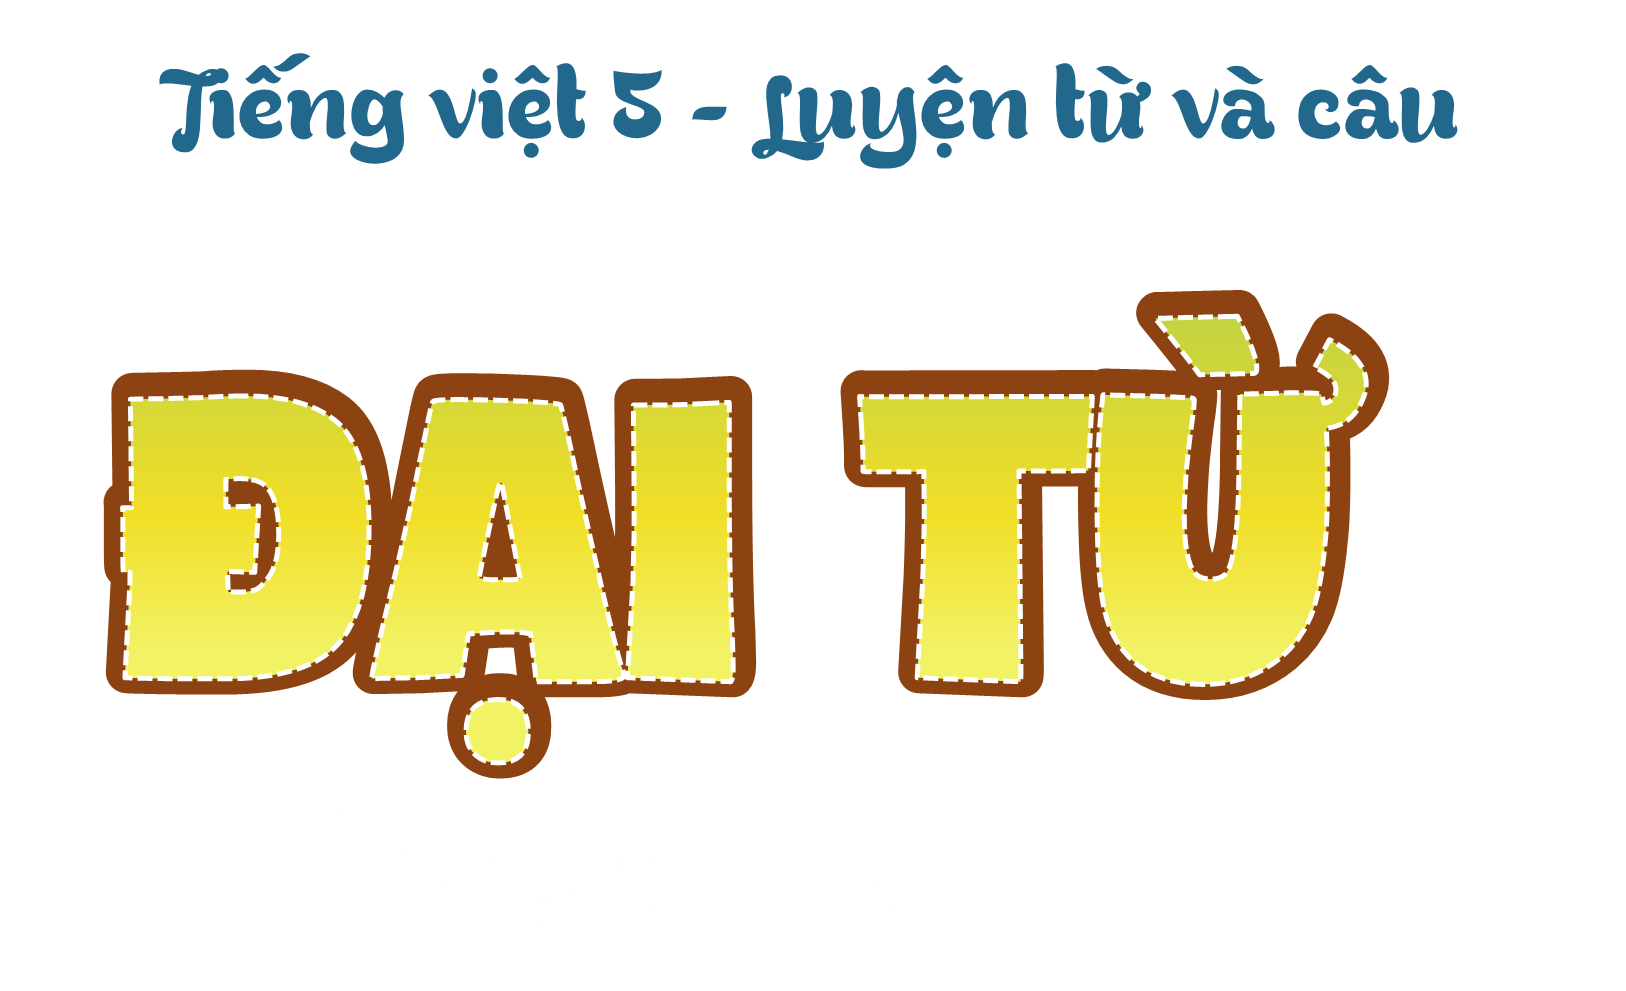 Tiếng việt 5 - Luyện từ và câu
ĐẠI TỪ